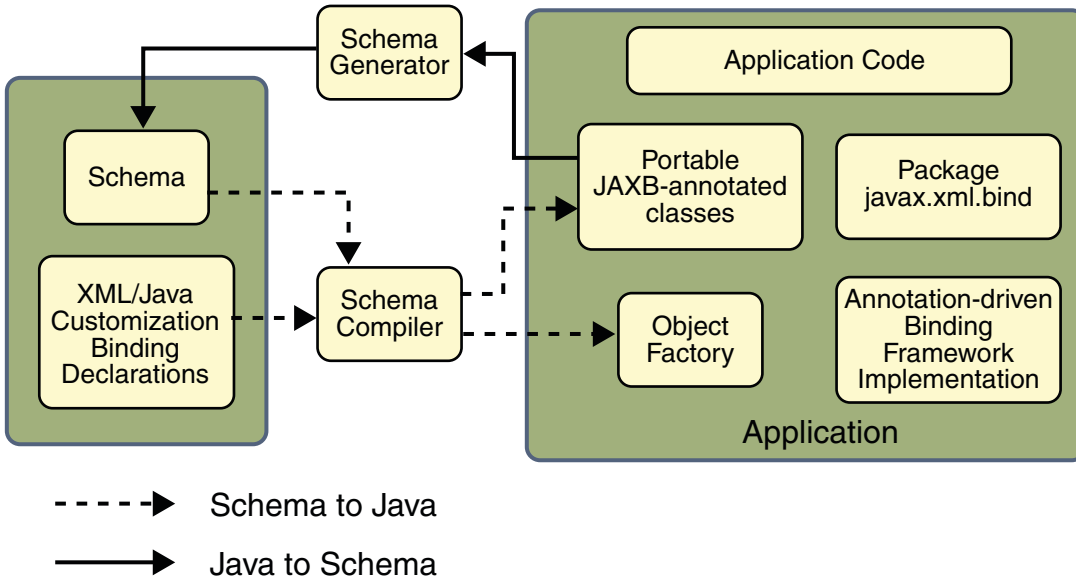 Schema
Generator
Application Code
Schema
Portable
JAXB-annotated
classes
Package
javax.xml.bind
XML/Java
Customization
Binding
Declarations
Schema
Compiler
Object
Factory
Annotation-driven
Binding
Framework
Implementation
Application
Schema to Java
Java to Schema